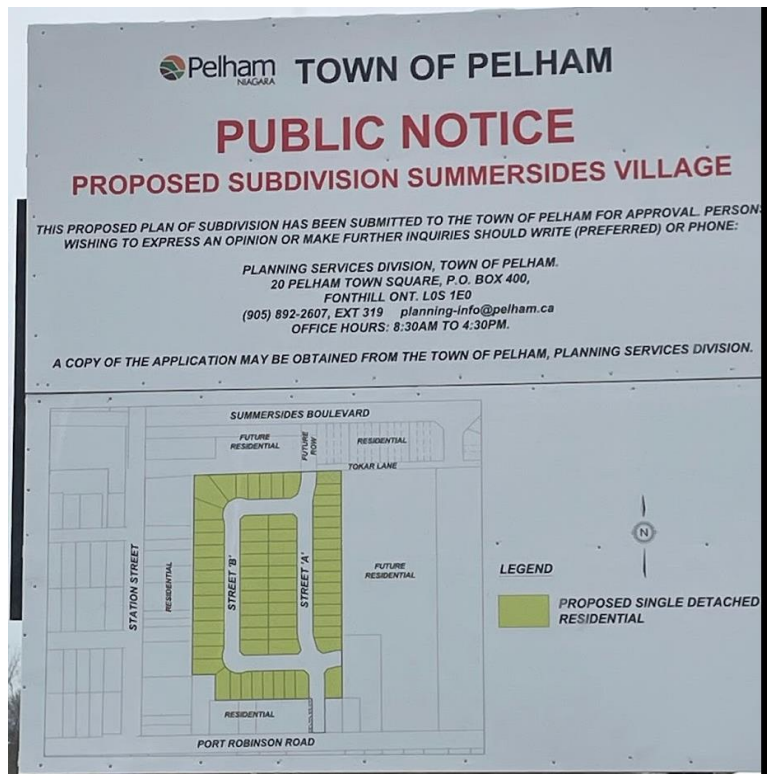 Pelham
NIAGARA
TOWN OF PELHAM
PUBLIC NOTICE
PROPOSED SUBDIVISION SUMMERSIDES VILLAGE
THIS PROPOSED PLAN OF SUBDIVISION HAS BEEN SUBMITTED TO THE TOWN OF PELHAM FOR APPROVAL. PERSONS
WISHING TO EXPRESS AN OPINION OR MAKE FURTHER INQUIRIES SHOULD WRITE (PREFERRED) OR PHONE:
PLANNING SERVICES DIVISION, TOWN OF PELHAM.
20 PELHAM TOWN SQUARE, P.O. BOX 400,
FONTHILL ONT. L0S 1E0
(905) 892-2607, EXT 319 planning-info@pelham.ca
OFFICE HOURS: 8:30AM TO 4:30PM.
A COPY OF THE APPLICATION MAY BE OBTAINED FROM THE TOWN OF PELHAM, PLANNING SERVICES DIVISION.
SUMMERSIDES BOULEVARD
FUTURE
RESIDENTIAL
FUTURE
ROW
RESIDENTIAL
TOKAR LANE
STATION STREET
RESIDENTIAL
STREET 'B'
STREET 'A'
FUTURE
RESIDENTIAL
RESIDENTIAL
PORT ROBINSON ROAD
N
LEGEND
PROPOSED SINGLE DETACHED
RESIDENTIAL